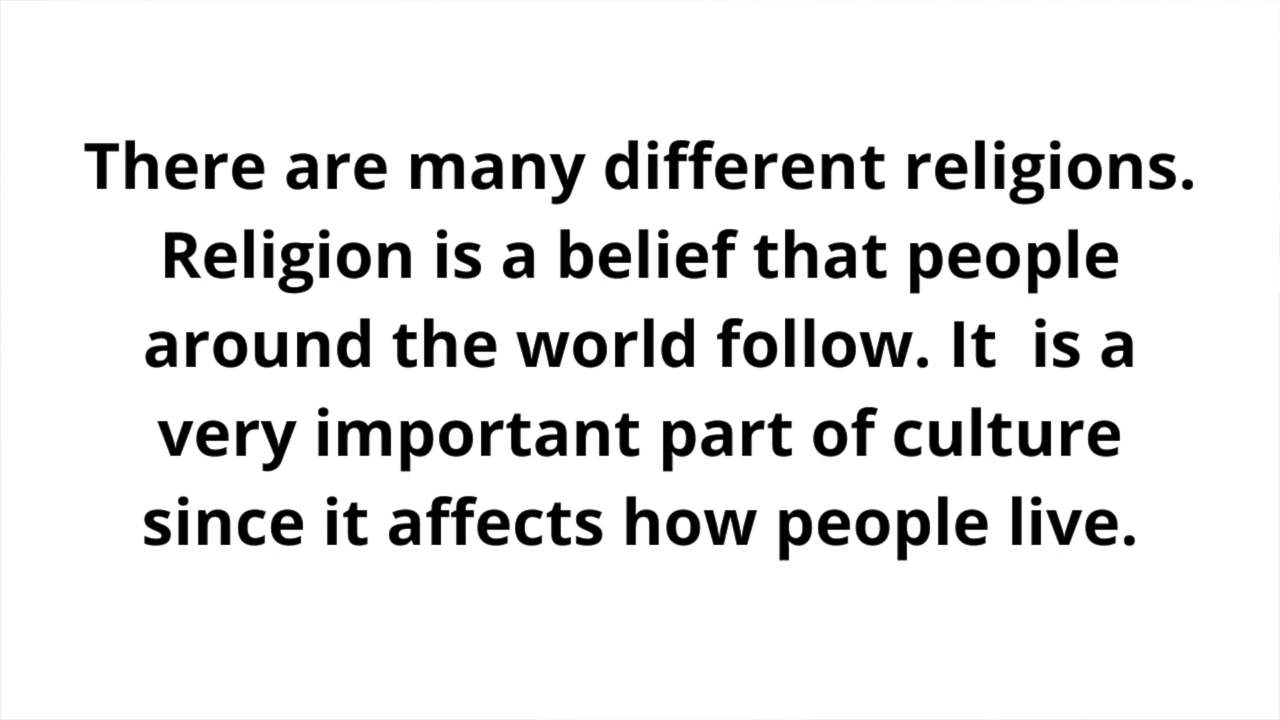 There are many different religions.
Religion is a belief that people
around the world follow. It  is a
very important part of culture
since it affects how people live.